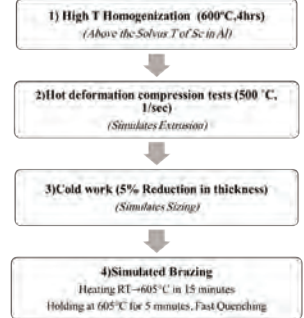 1) High T Homogenization (600°C,4hrs)
(Above the Solvus T of Sc in Al)
2)Hot deformation compression tests (500 °C,
1/sec)
(Simulates Extrusion)
3)Cold work (5% Reduction in thickness)
(Simulates Sizing)
4)Simulated Brazing
Heating RT→605°C in 15 minutes
Holding at 605°C for 5 minutes, Fast Quenching